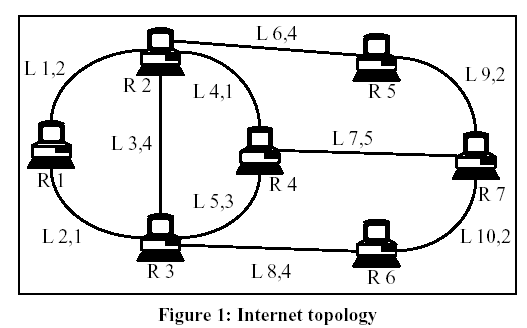 L 6,4
L 1,2
R 2
L 4,1
R 5
L 9,2
L 3,4
L 7,5
R 1
R 4
R 7
L 5,3
L 2,1
R 3
L 8,4
R 6
L 10,2
Figure 1: Internet topology